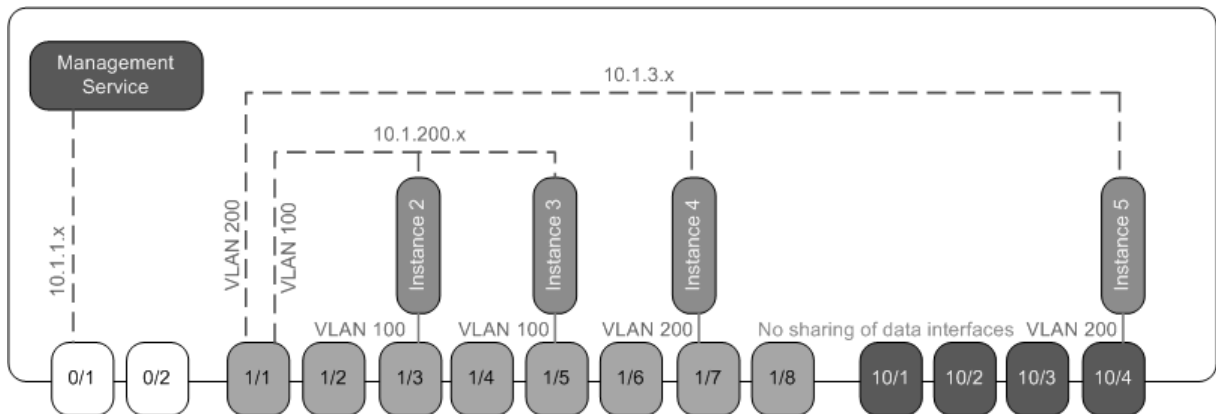 Management
Service
10.1.3.x
10.1.200.x
10.1.1.x
VLAN 200
VLAN 100
Instance 2
Instance 3
Instance 4
Instance 5
VLAN 100
VLAN 100
VLAN 200
No sharing of data interfaces
VLAN 200
0/1
0/2
1/1
1/2
1/3
1/4
1/5
1/6
1/7
1/8
10/1
10/2
10/3
10/4